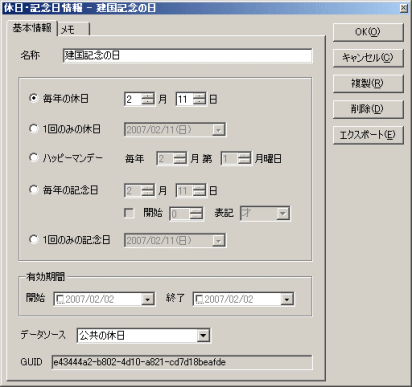 休日・記念日情報 - 建国記念の日
基本情報 メモ
名称 建国記念の日
毎年の休日 2 月 11 日
1回のみの休日 2007/02/11(日)
ハッピーマンデー 毎年 2 月 第 1 月曜日
毎年の記念日 2 月 11 日
開始 0 表記 才
1回のみの記念日 2007/02/11(日)
有効期間
開始 2007/02/02 終了 2007/02/02
データソース 公共の休日
GUID e43444a2-b802-4d10-a821-cd7d18beafde
OK(O)
キャンセル(C)
複製(R)
削除(D)
エクスポート(E)